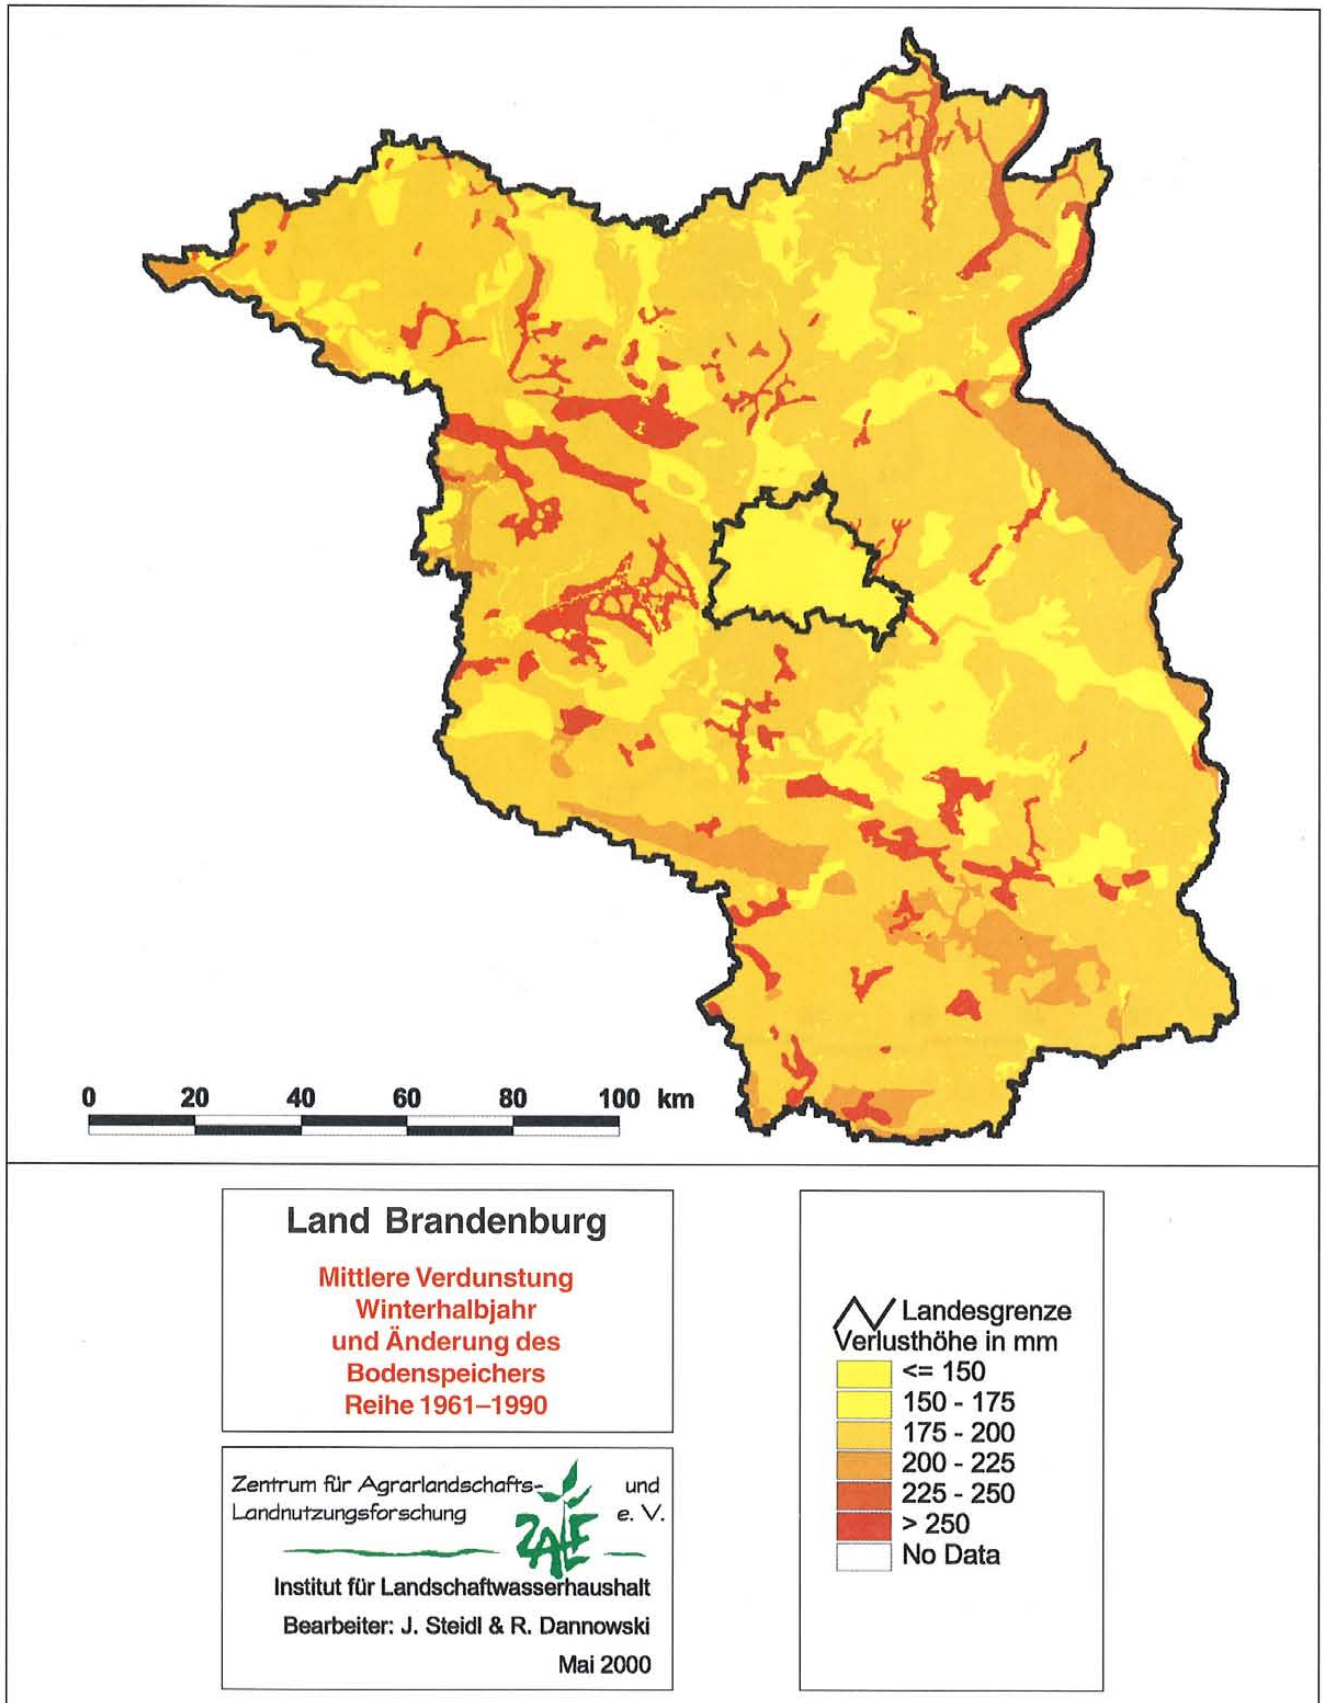 0 20 40 60 80 100 km
Land Brandenburg
Mittlere Verdunstung
Winterhalbjahr
und Änderung des
Bodenspeichers
Reihe 1961–1990
Zentrum für Agrarlandschafts- und
Landnutzungsforschung e. V.
ZALF
Institut für Landschaftwasserhaushalt
Bearbeiter: J. Steidl & R. Dannowski
Mai 2000
Landesgrenze
Verlusthöhe in mm
<= 150
150 - 175
175 - 200
200 - 225
225 - 250
> 250
No Data